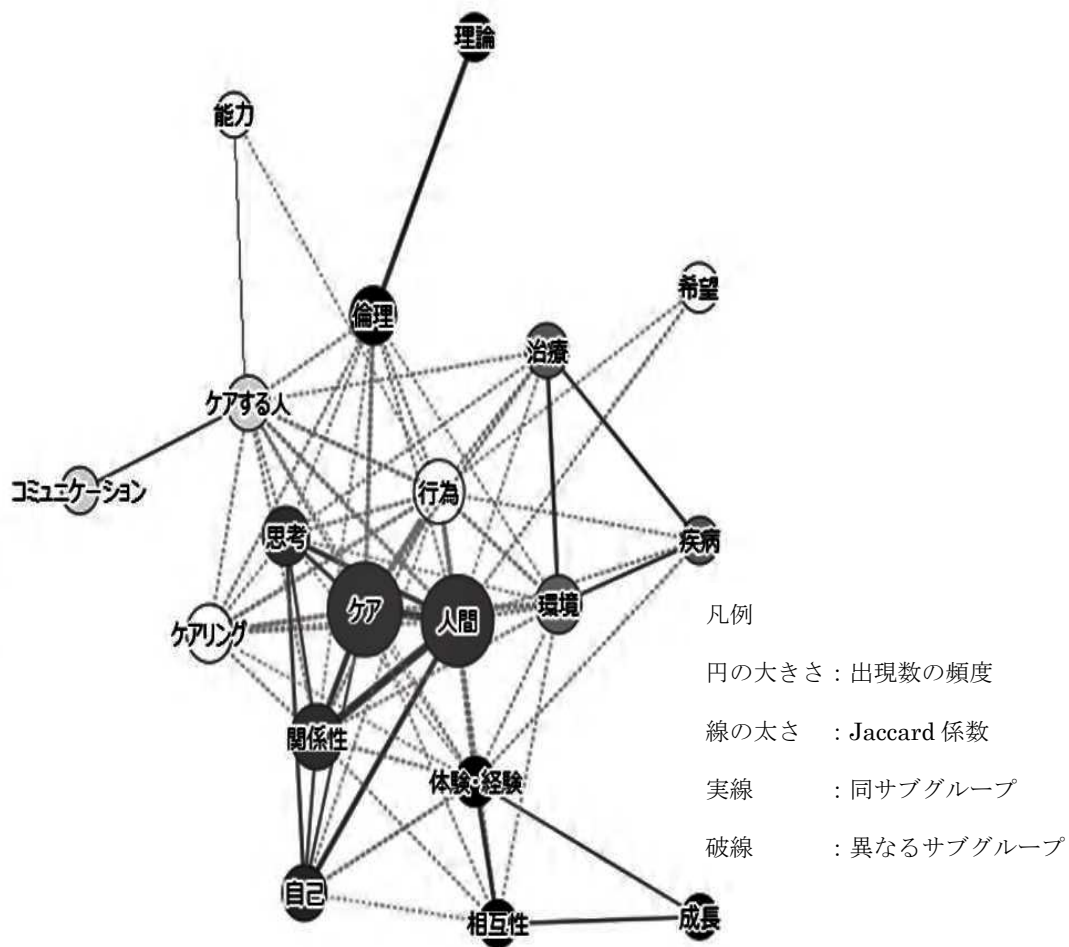 理論
能力
希望
倫理
治療
ケアする人
コミュニケーション
行為
思考
疾病
ケア
人間
環境
ケアリング
関係性
体験・経験
自己
相互性
成長
凡例
円の大きさ：出現数の頻度
線の太さ　：Jaccard 係数
実線　　　：同サブグループ
破線　　　：異なるサブグループ